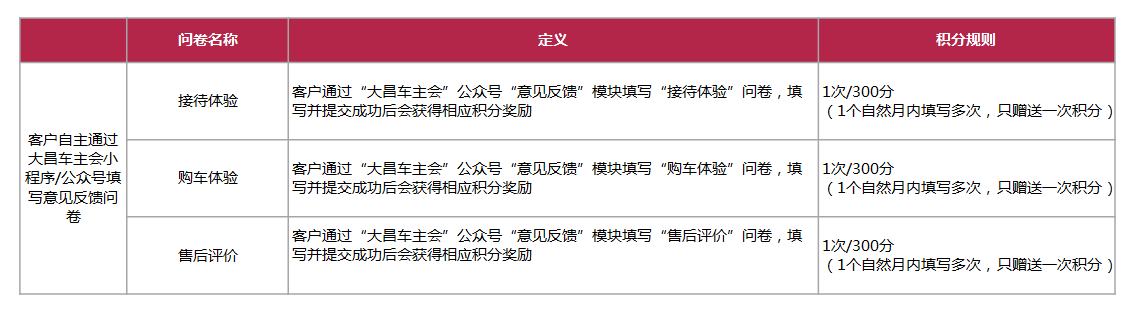 问卷名称
定义
积分规则
客户自主通过
大昌车主会小
程序/公众号填
写意见反馈问
卷
接待体验
客户通过“大昌车主会”公众号“意见反馈”模块填写“接待体验”问卷，填
写并提交成功后会获得相应积分奖励
1次/300分
（1个自然月内填写多次，只赠送一次积分）
购车体验
客户通过“大昌车主会”公众号“意见反馈”模块填写“购车体验”问卷，填
写并提交成功后会获得相应积分奖励
1次/300分
（1个自然月内填写多次，只赠送一次积分）
售后评价
客户通过“大昌车主会”公众号“意见反馈”模块填写“售后评价”问卷，填
写并提交成功后会获得相应积分奖励
1次/300分
（1个自然月内填写多次，只赠送一次积分）